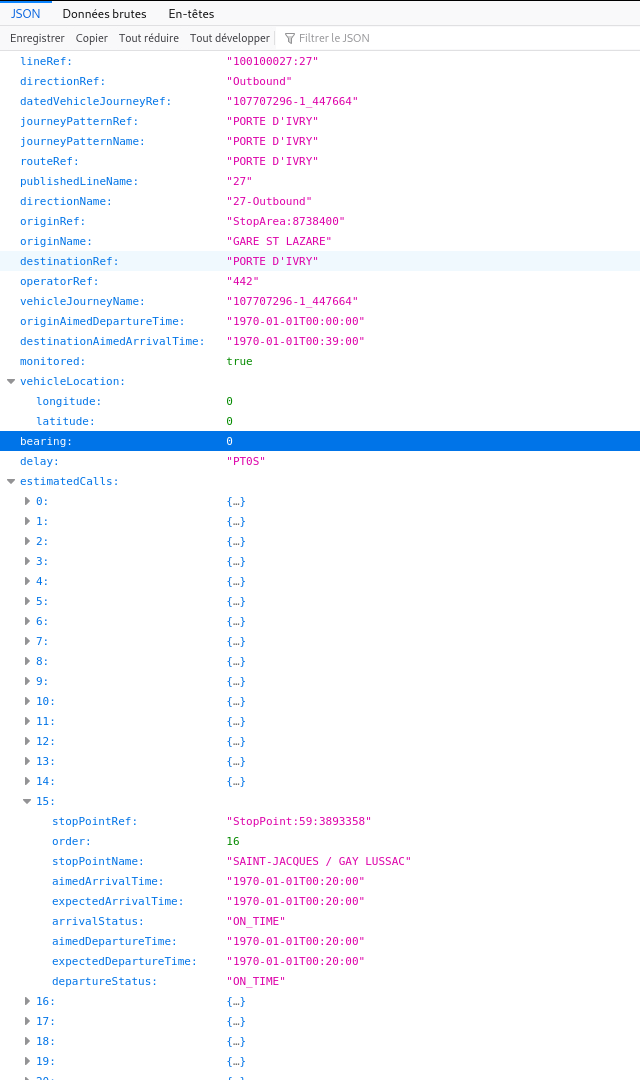 JSON Données brutes En-têtes
Enregistrer Copier Tout réduire Tout développer Filtrer le JSON
lineRef: "100100027:27"
directionRef: "Outbound"
datedVehicleJourneyRef: "107707296-1_447664"
journeyPatternRef: "PORTE D'IVRY"
journeyPatternName: "PORTE D'IVRY"
routeRef: "PORTE D'IVRY"
publishedLineName: "27"
directionName: "27-Outbound"
originRef: "StopArea:8738400"
originName: "GARE ST LAZARE"
destinationRef: "PORTE D'IVRY"
operatorRef: "442"
vehicleJourneyName: "107707296-1_447664"
originAimedDepartureTime: "1970-01-01T00:00:00"
destinationAimedArrivalTime: "1970-01-01T00:39:00"
monitored: true
vehicleLocation:
longitude: 0
latitude: 0
bearing: 0
delay: "PT0S"
estimatedCalls:
0: {…}
1: {…}
2: {…}
3: {…}
4: {…}
5: {…}
6: {…}
7: {…}
8: {…}
9: {…}
10: {…}
11: {…}
12: {…}
13: {…}
14: {…}
15:
stopPointRef: "StopPoint:59:3893358"
order: 16
stopPointName: "SAINT-JACQUES / GAY LUSSAC"
aimedArrivalTime: "1970-01-01T00:20:00"
expectedArrivalTime: "1970-01-01T00:20:00"
arrivalStatus: "ON_TIME"
aimedDepartureTime: "1970-01-01T00:20:00"
expectedDepartureTime: "1970-01-01T00:20:00"
departureStatus: "ON_TIME"
16: {…}
17: {…}
18: {…}
19: {…}
20: {…}